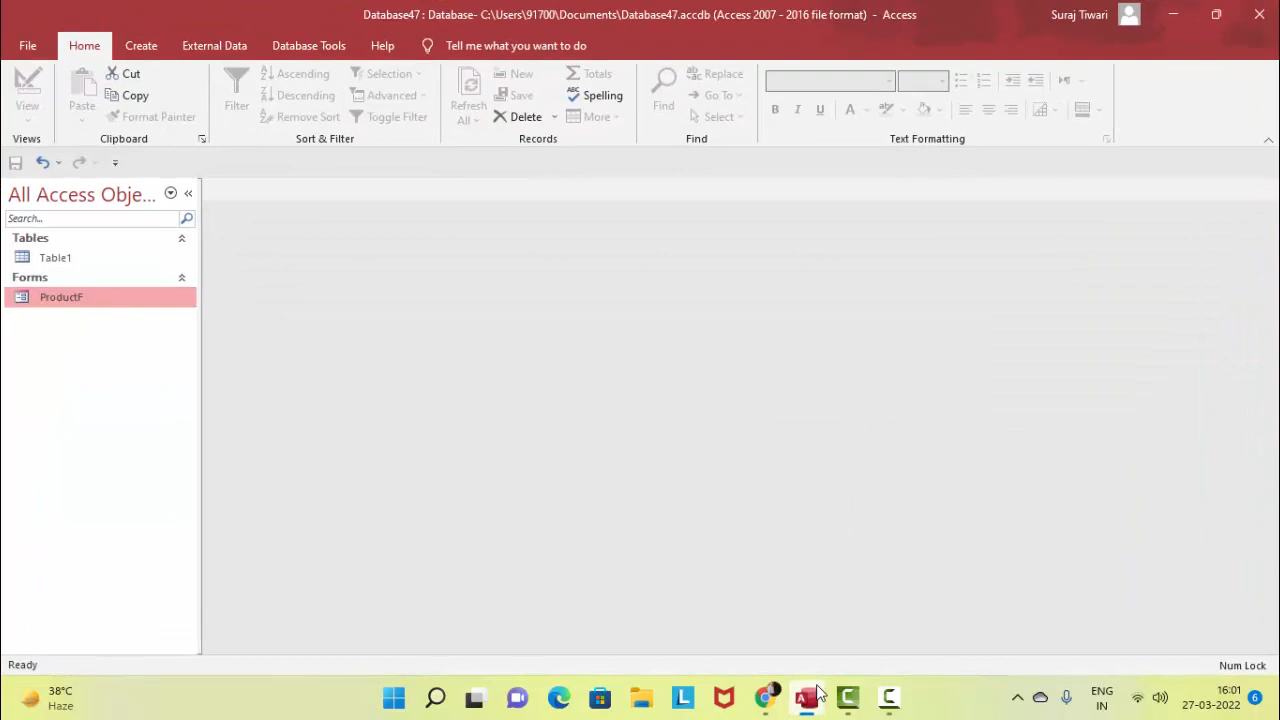 Database47 : Database- C:\Users\91700\Documents\Database47.accdb (Access 2007 - 2016 file format) - Access
Suraj Tiwari
File Home Create External Data Database Tools Help Tell me what you want to do
View
Views
Paste
Cut
Copy
Format Painter
Clipboard
Filter
Ascending
Descending
Remove Sort
Selection
Advanced
Toggle Filter
Sort & Filter
Refresh
All
New
Save
Delete
Totals
Spelling
More
Records
Find
Replace
Go To
Select
Find
B I U A
Text Formatting
All Access Obje...
Search...
Tables
Table1
Forms
ProductF
Ready
Num Lock
38°C
Haze
ENG
IN
16:01
27-03-2022
6